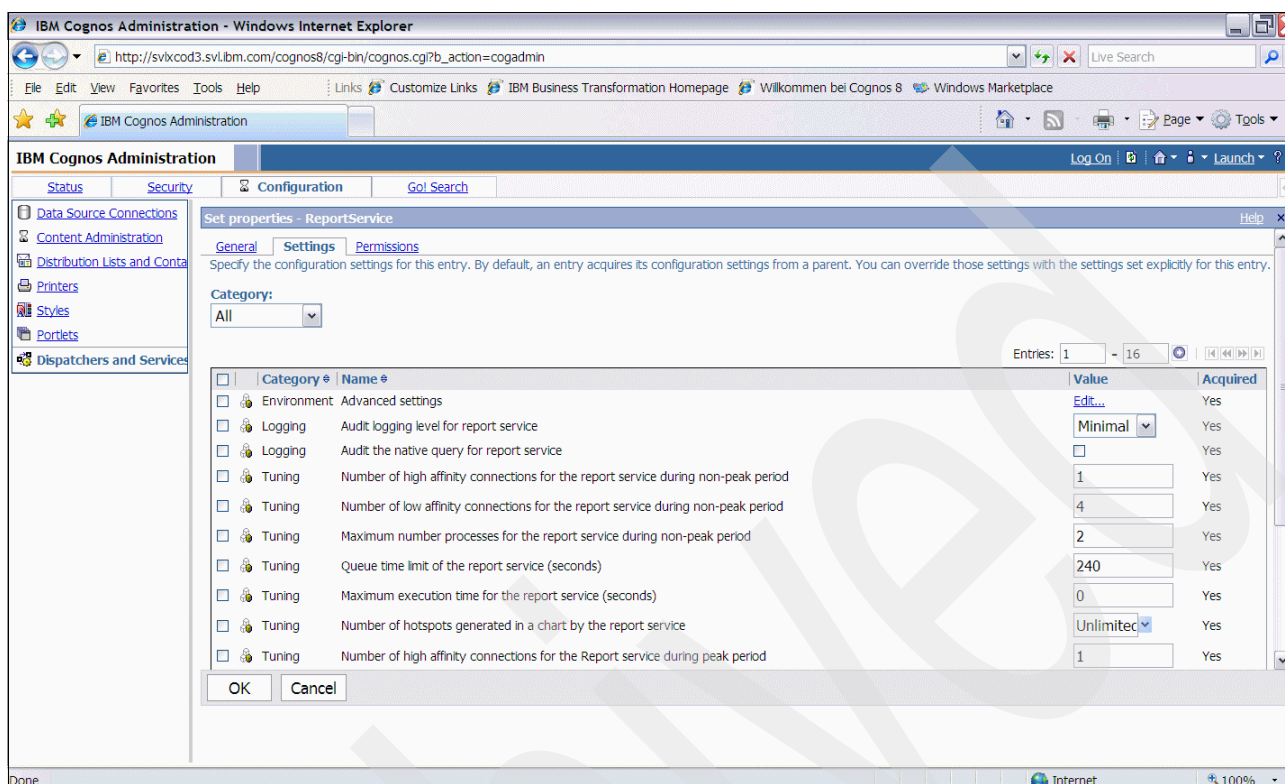 IBM Cognos Administration - Windows Internet Explorer
http://svlxcod3.svl.ibm.com/cognos8/cgi-bin/cognos.cgi?b_action=cogadmin
Live Search
File Edit View Favorites Tools Help Links Customize Links IBM Business Transformation Homepage Willkommen bei Cognos 8 Windows Marketplace
IBM Cognos Administration Page Tools
IBM Cognos Administration Log On Launch ?
Status Security Configuration Go! Search
Data Source Connections
Content Administration
Distribution Lists and Conta
Printers
Styles
Portlets
Dispatchers and Services
Set properties - ReportService Help x
General Settings Permissions
Specify the configuration settings for this entry. By default, an entry acquires its configuration settings from a parent. You can override those settings with the settings set explicitly for this entry.
Category:
All
Entries: 1 - 16
Category Name Value Acquired
Environment Advanced settings Edit... Yes
Logging Audit logging level for report service Minimal Yes
Logging Audit the native query for report service Yes
Tuning Number of high affinity connections for the report service during non-peak period 1 Yes
Tuning Number of low affinity connections for the report service during non-peak period 4 Yes
Tuning Maximum number processes for the report service during non-peak period 2 Yes
Tuning Queue time limit of the report service (seconds) 240 Yes
Tuning Maximum execution time for the report service (seconds) 0 Yes
Tuning Number of hotspots generated in a chart by the report service Unlimited Yes
Tuning Number of high affinity connections for the Report service during peak period 1 Yes
OK Cancel
Done Internet 100%